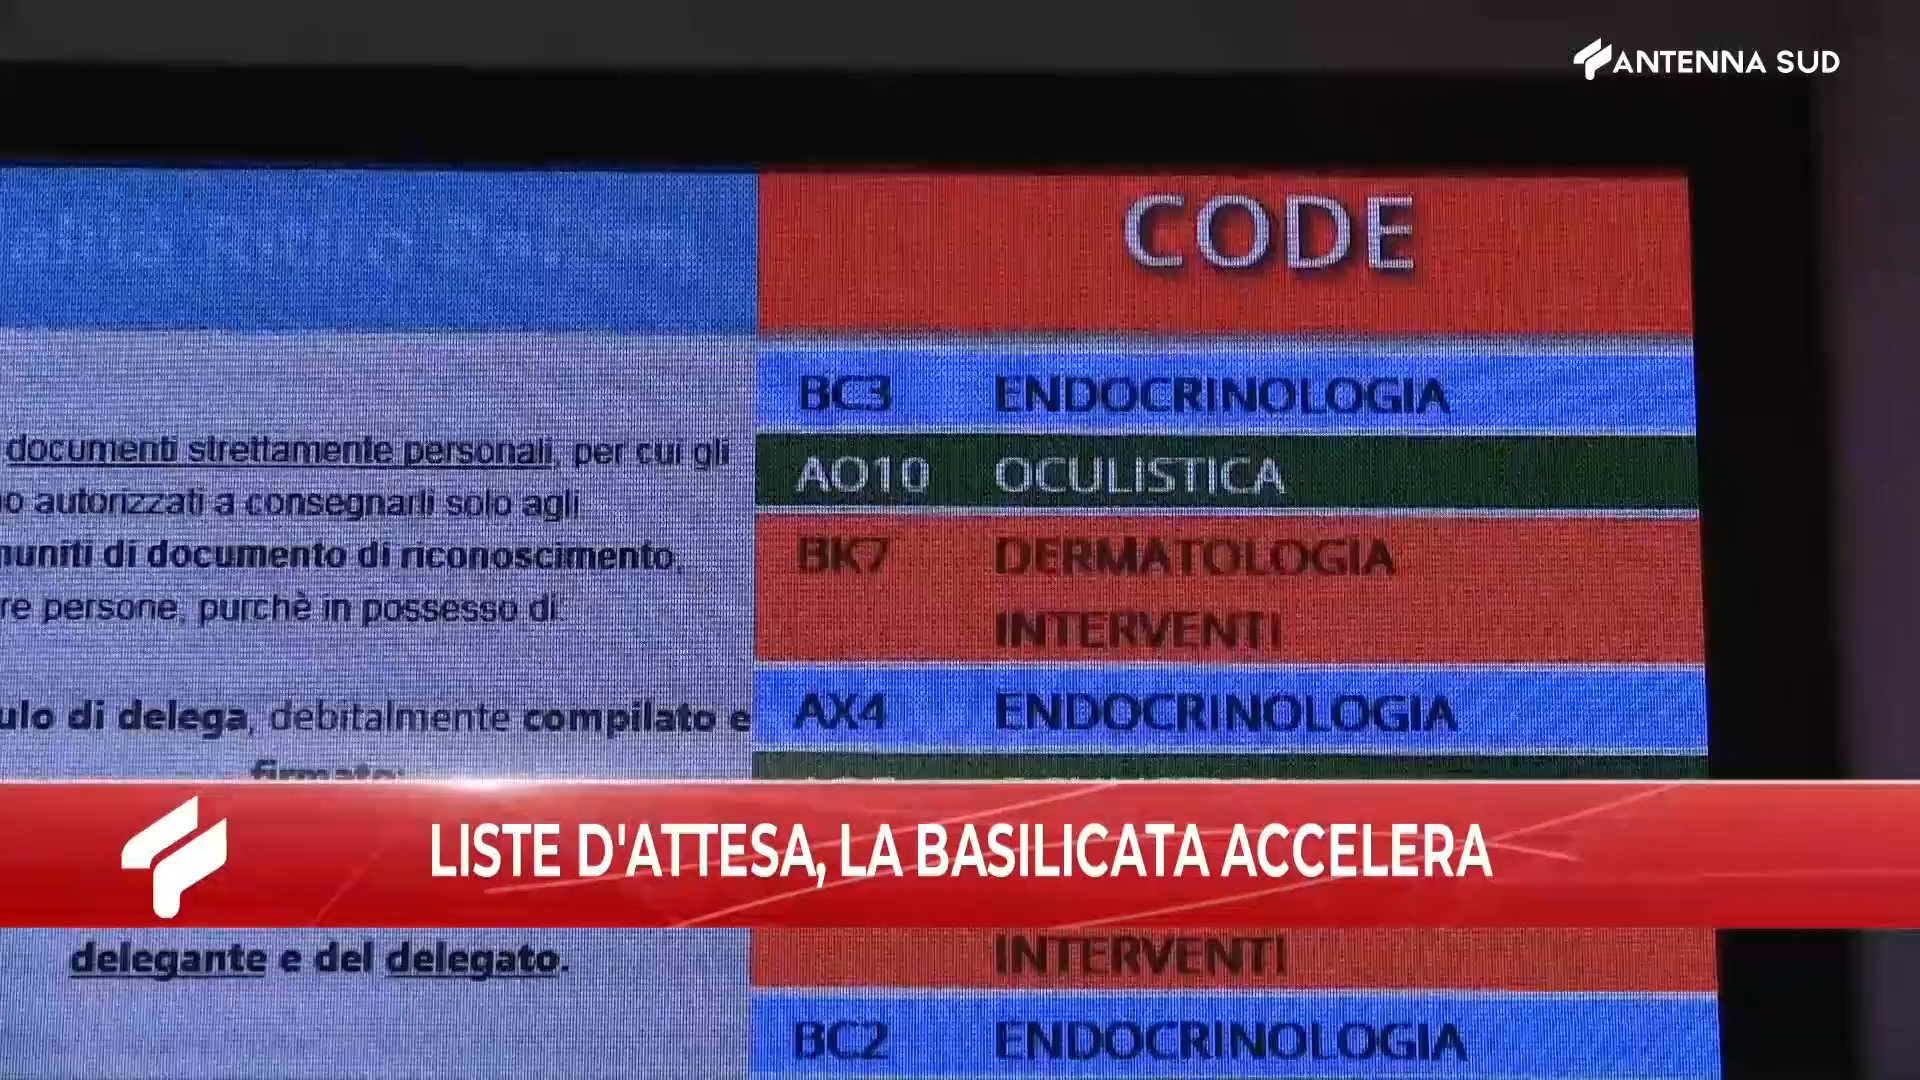 ANTENNA SUD
CODE
BC3 ENDOCRINOLOGIA
AO10 OCULISTICA
BK7 DERMATOLOGIA
INTERVENTI
AX4 ENDOCRINOLOGIA
documenti strettamente personali, per cui gli
autorizzati a consegnarli solo agli
muniti di documento di riconoscimento,
re persone, purchè in possesso di:
ulo di delega, debitalmente compilato e
firmato:
LISTE D'ATTESA, LA BASILICATA ACCELERA
delegante e del delegato.
INTERVENTI
BC2 ENDOCRINOLOGIA